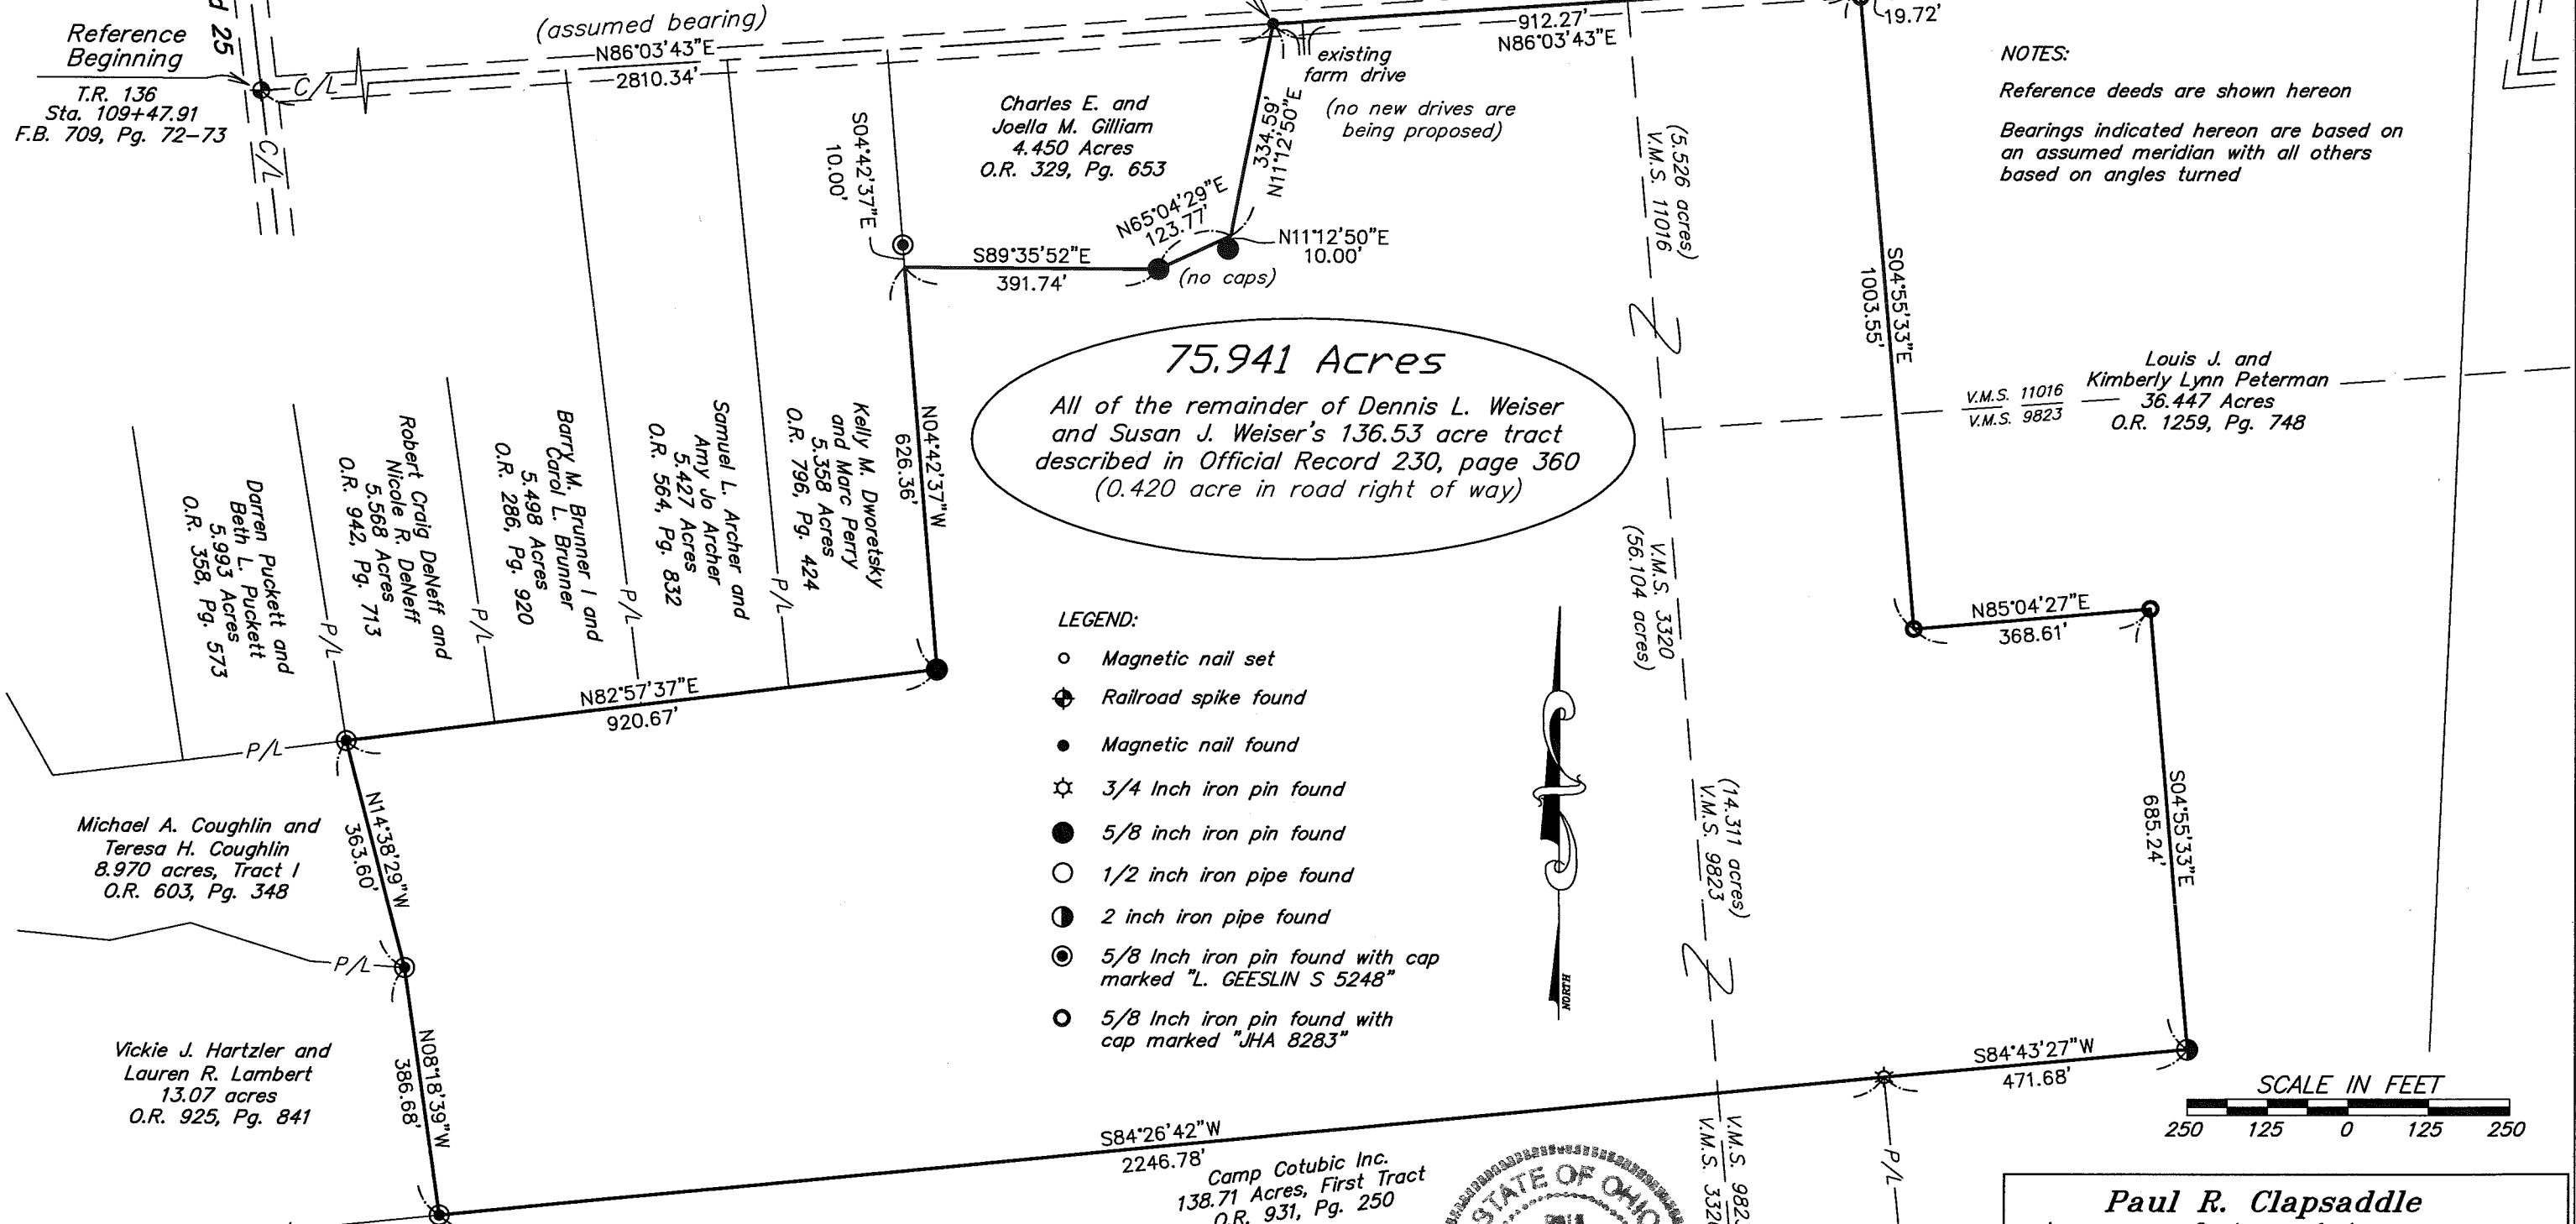 d 25
Reference
Beginning
T.R. 136
Sta. 109+47.91
F.B. 709, Pg. 72-73
C/L
C/L
(assumed bearing)
N86°03'43"E
2810.34'
912.27'
N86°03'43"E
19.72'
existing
farm drive
(no new drives are
being proposed)
Charles E. and
Joella M. Gilliam
4.450 Acres
O.R. 329, Pg. 653
334.59'
N11°12'50"E
S04°42'37"E
10.00'
N65°04'29"E
123.77'
N11°12'50"E
10.00'
(no caps)
S89°35'52"E
391.74'
(5.526 acres)
V.M.S. 11016
NOTES:
Reference deeds are shown hereon
Bearings indicated hereon are based on
an assumed meridian with all others
based on angles turned
S04°55'33"E
1003.55'
75.941 Acres
All of the remainder of Dennis L. Weiser
and Susan J. Weiser's 136.53 acre tract
described in Official Record 230, page 360
(0.420 acre in road right of way)
V.M.S. 11016
V.M.S. 9823
Louis J. and
Kimberly Lynn Peterman
36.447 Acres
O.R. 1259, Pg. 748
N04°42'37"W
626.36'
Kelly M. Dworetsky
and Marc Perry
5.358 Acres
O.R. 796, Pg. 424
P/L
Samuel L. Archer and
Amy Jo Archer
5.427 Acres
O.R. 564, Pg. 832
P/L
Barry M. Brunner I and
Carol L. Brunner
5.498 Acres
O.R. 286, Pg. 920
P/L
Robert Craig DeNeff and
Nicole R. DeNeff
5.568 Acres
O.R. 942, Pg. 713
P/L
Darren Puckett and
Beth L. Puckett
5.993 Acres
O.R. 358, Pg. 573
V.M.S. 3320
(56.104 acres)
N85°04'27"E
368.61'
N82°57'37"E
920.67'
P/L
LEGEND:
Magnetic nail set
Railroad spike found
Magnetic nail found
3/4 Inch iron pin found
5/8 inch iron pin found
1/2 inch iron pipe found
2 inch iron pipe found
5/8 Inch iron pin found with cap
marked "L. GEESLIN S 5248"
5/8 Inch iron pin found with
cap marked "JHA 8283"
NORTH
(14.311 acres)
V.M.S. 9823
S04°55'33"E
685.24'
N14°38'29"W
363.60'
Michael A. Coughlin and
Teresa H. Coughlin
8.970 acres, Tract I
O.R. 603, Pg. 348
P/L
N08°18'39"W
386.68'
Vickie J. Hartzler and
Lauren R. Lambert
13.07 acres
O.R. 925, Pg. 841
S84°43'27"W
471.68'
SCALE IN FEET
250 125 0 125 250
S84°26'42"W
2246.78'
Camp Cotubic Inc.
138.71 Acres, First Tract
O.R. 931, Pg. 250
STATE OF OHIO
V.M.S. 982
V.M.S. 332
P/L
Paul R. Clapsaddle